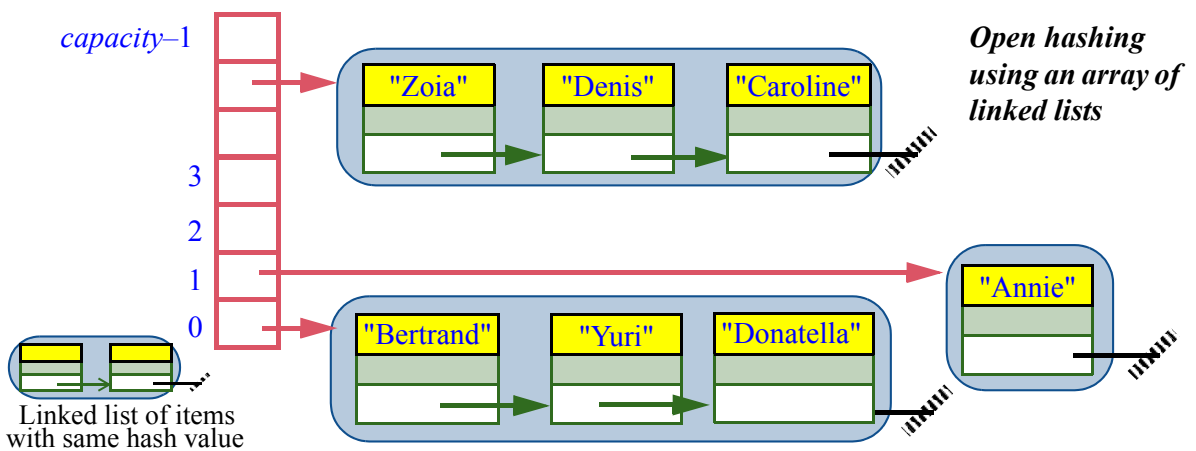 capacity–1
Open hashing
using an array of
linked lists
"Zoia" "Denis" "Caroline"
3
2
1
0
"Annie"
"Bertrand" "Yuri" "Donatella"
Linked list of items
with same hash value